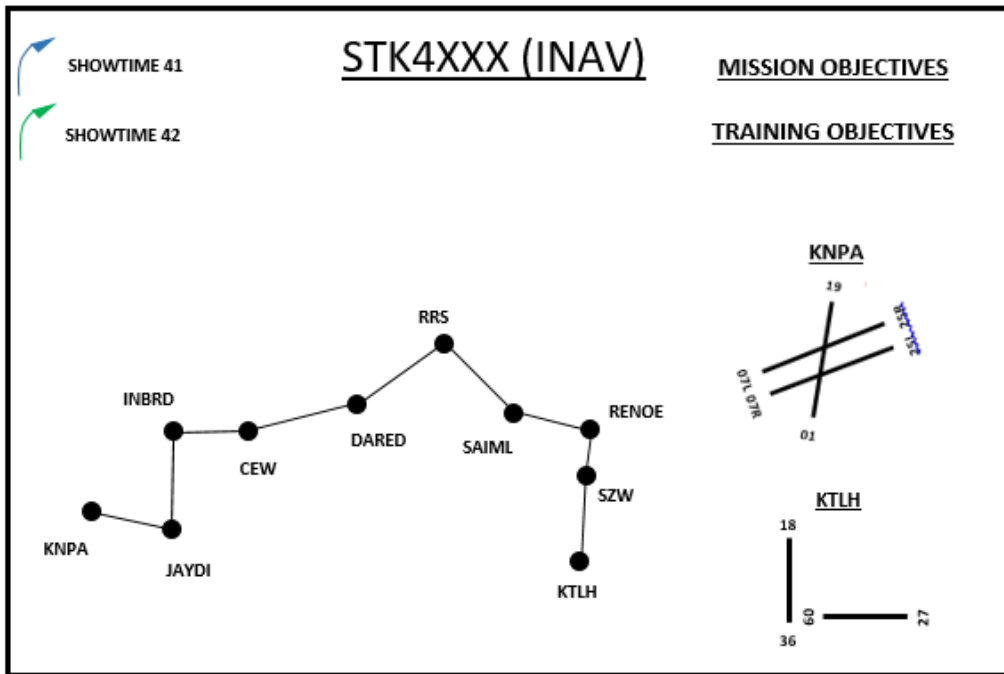 STK4XXX (INAV)
SHOWTIME 41
SHOWTIME 42
MISSION OBJECTIVES
TRAINING OBJECTIVES
RRS
INBRD
CEW
DARED
SAIML
RENOE
SZW
KNPA
JAYDI
KTLH
KNPA
19
25L 25R
07L 07R
01
KTLH
18
36
09
27